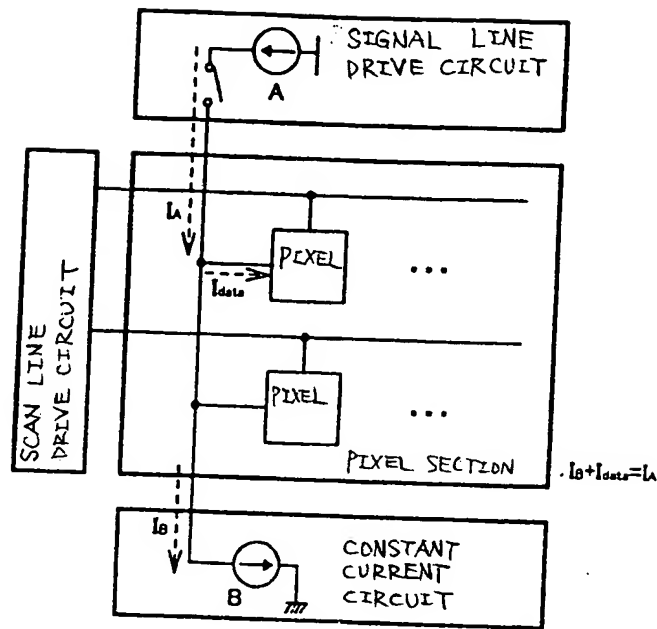 SIGNAL LINE
DRIVE CIRCUIT
A
SCAN LINE
DRIVE CIRCUIT
IA
PIXEL
...
Idata
PIXEL
...
PIXEL SECTION
IB+Idata=IA
IB
B
CONSTANT
CURRENT
CIRCUIT